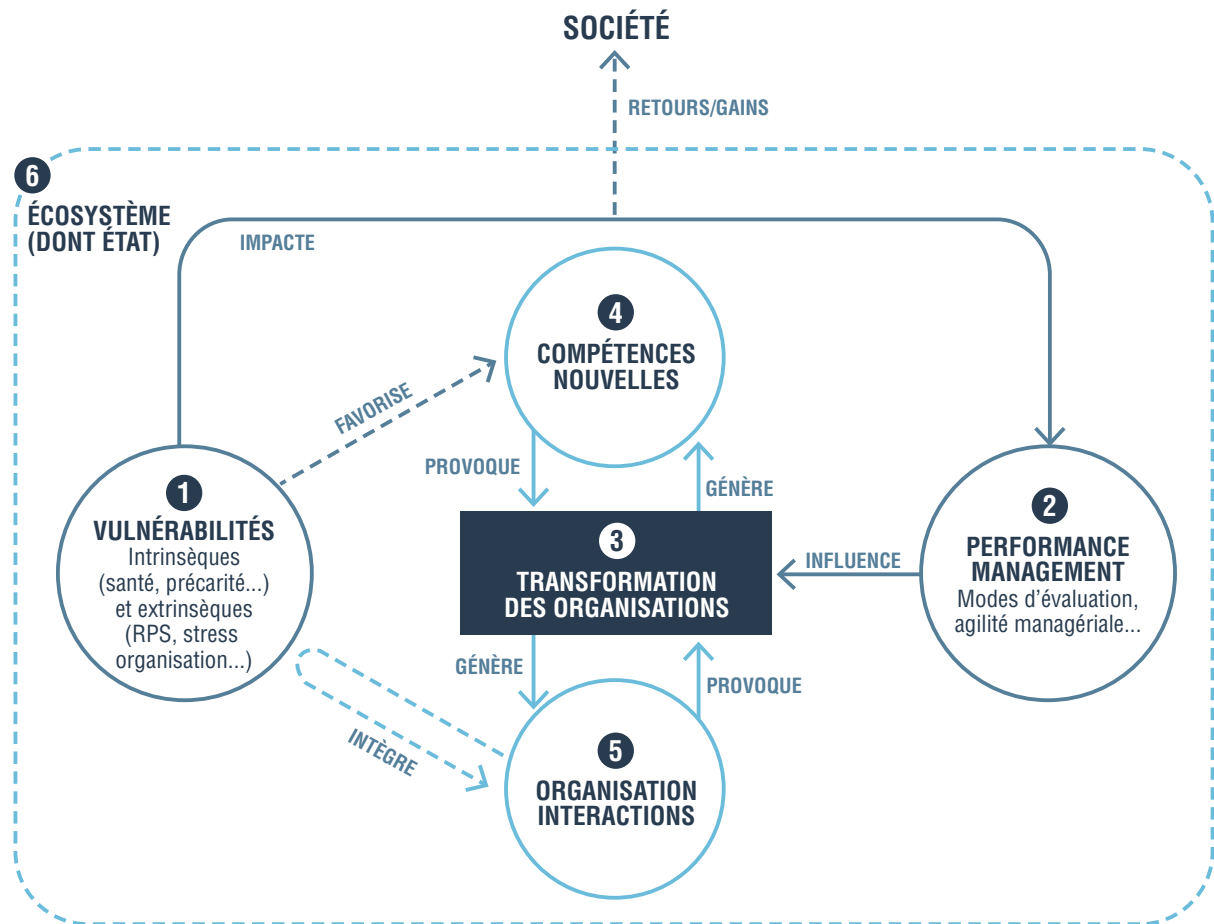 SOCIÉTÉ
RETOURS/GAINS
6
ÉCOSYSTÈME
(DONT ÉTAT)
IMPACTE
4
COMPÉTENCES
NOUVELLES
FAVORISE
PROVOQUE
GÉNÈRE
1
VULNÉRABILITÉS
Intrinsèques
(santé, précarité...)
et extrinsèques
(RPS, stress
organisation...)
3
TRANSFORMATION
DES ORGANISATIONS
INFLUENCE
2
PERFORMANCE
MANAGEMENT
Modes d’évaluation,
agilité managériale...
GÉNÈRE
PROVOQUE
INTÈGRE
5
ORGANISATION
INTERACTIONS